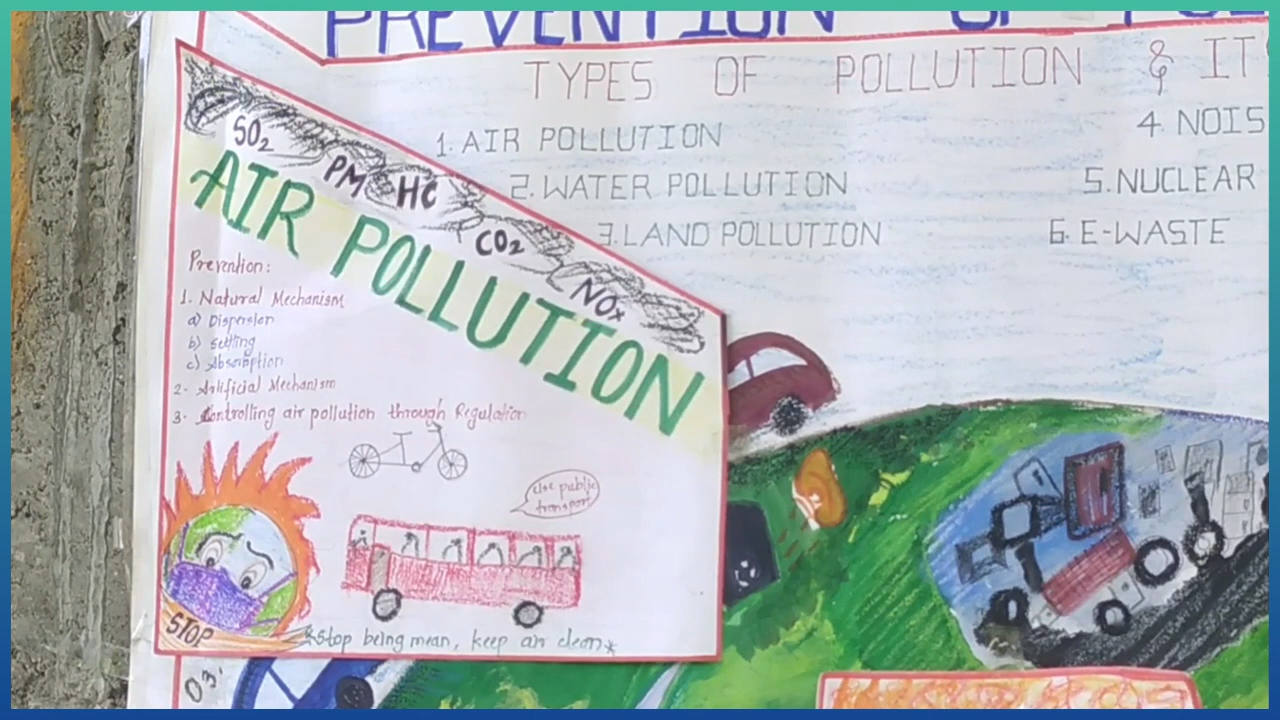 PREVENTION OF
TYPES OF POLLUTION & IT
1. AIR POLLUTION
2. WATER POLLUTION
3. LAND POLLUTION
4. NOIS
5. NUCLEAR
6. E-WASTE
SO2
PM
HC
CO2
NOx
AIR POLLUTION
Prevention:
1. Natural Mechanism
a) Dispersion
b) settling
c) Absorption
2. Artificial Mechanism
3. Controlling air pollution through Regulation
Use public
transport
STOP
*Stop being mean, keep air clean*